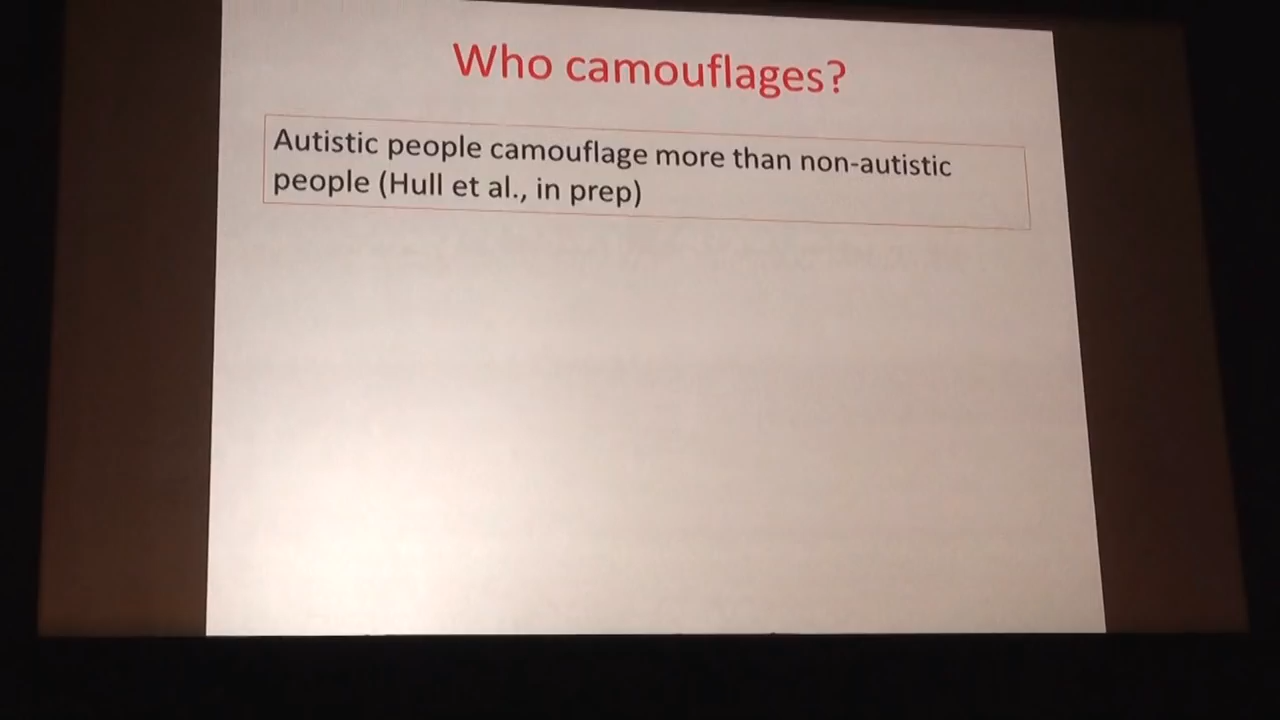 Who camouflages?
Autistic people camouflage more than non-autistic
people (Hull et al., in prep)